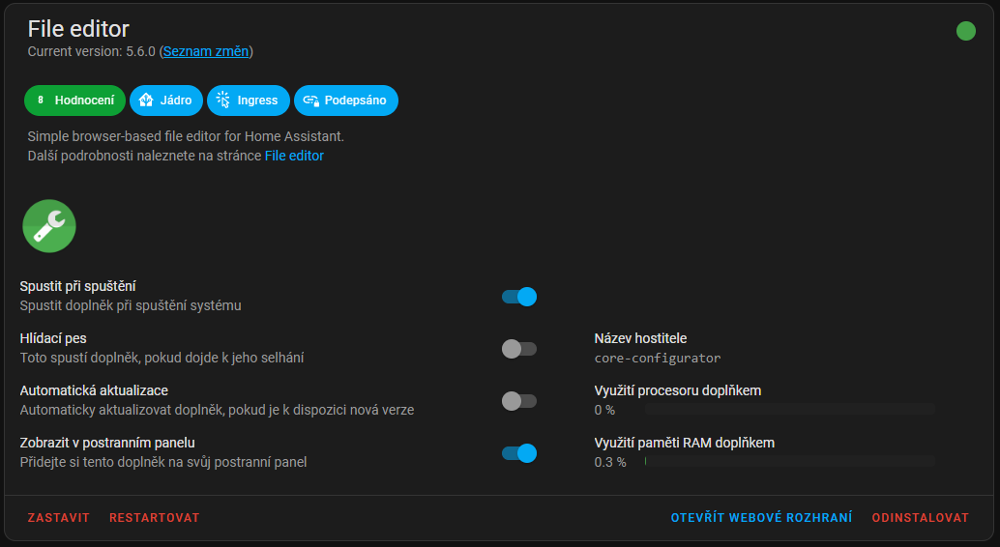 File editor
Current version: 5.6.0 (Seznam změn)
8 Hodnocení Jádro Ingress Podepsáno
Simple browser-based file editor for Home Assistant.
Další podrobnosti naleznete na stránce File editor
Spustit při spuštění
Spustit doplněk při spuštění systému
Hlídací pes
Toto spustí doplněk, pokud dojde k jeho selhání
Název hostitele
core-configurator
Automatická aktualizace
Automaticky aktualizovat doplněk, pokud je k dispozici nová verze
Využití procesoru doplňkem
0 %
Zobrazit v postranním panelu
Přidejte si tento doplněk na svůj postranní panel
Využití paměti RAM doplňkem
0.3 %
ZASTAVIT RESTARTOVAT OTEVŘÍT WEBOVÉ ROZHRANÍ ODINSTALOVAT